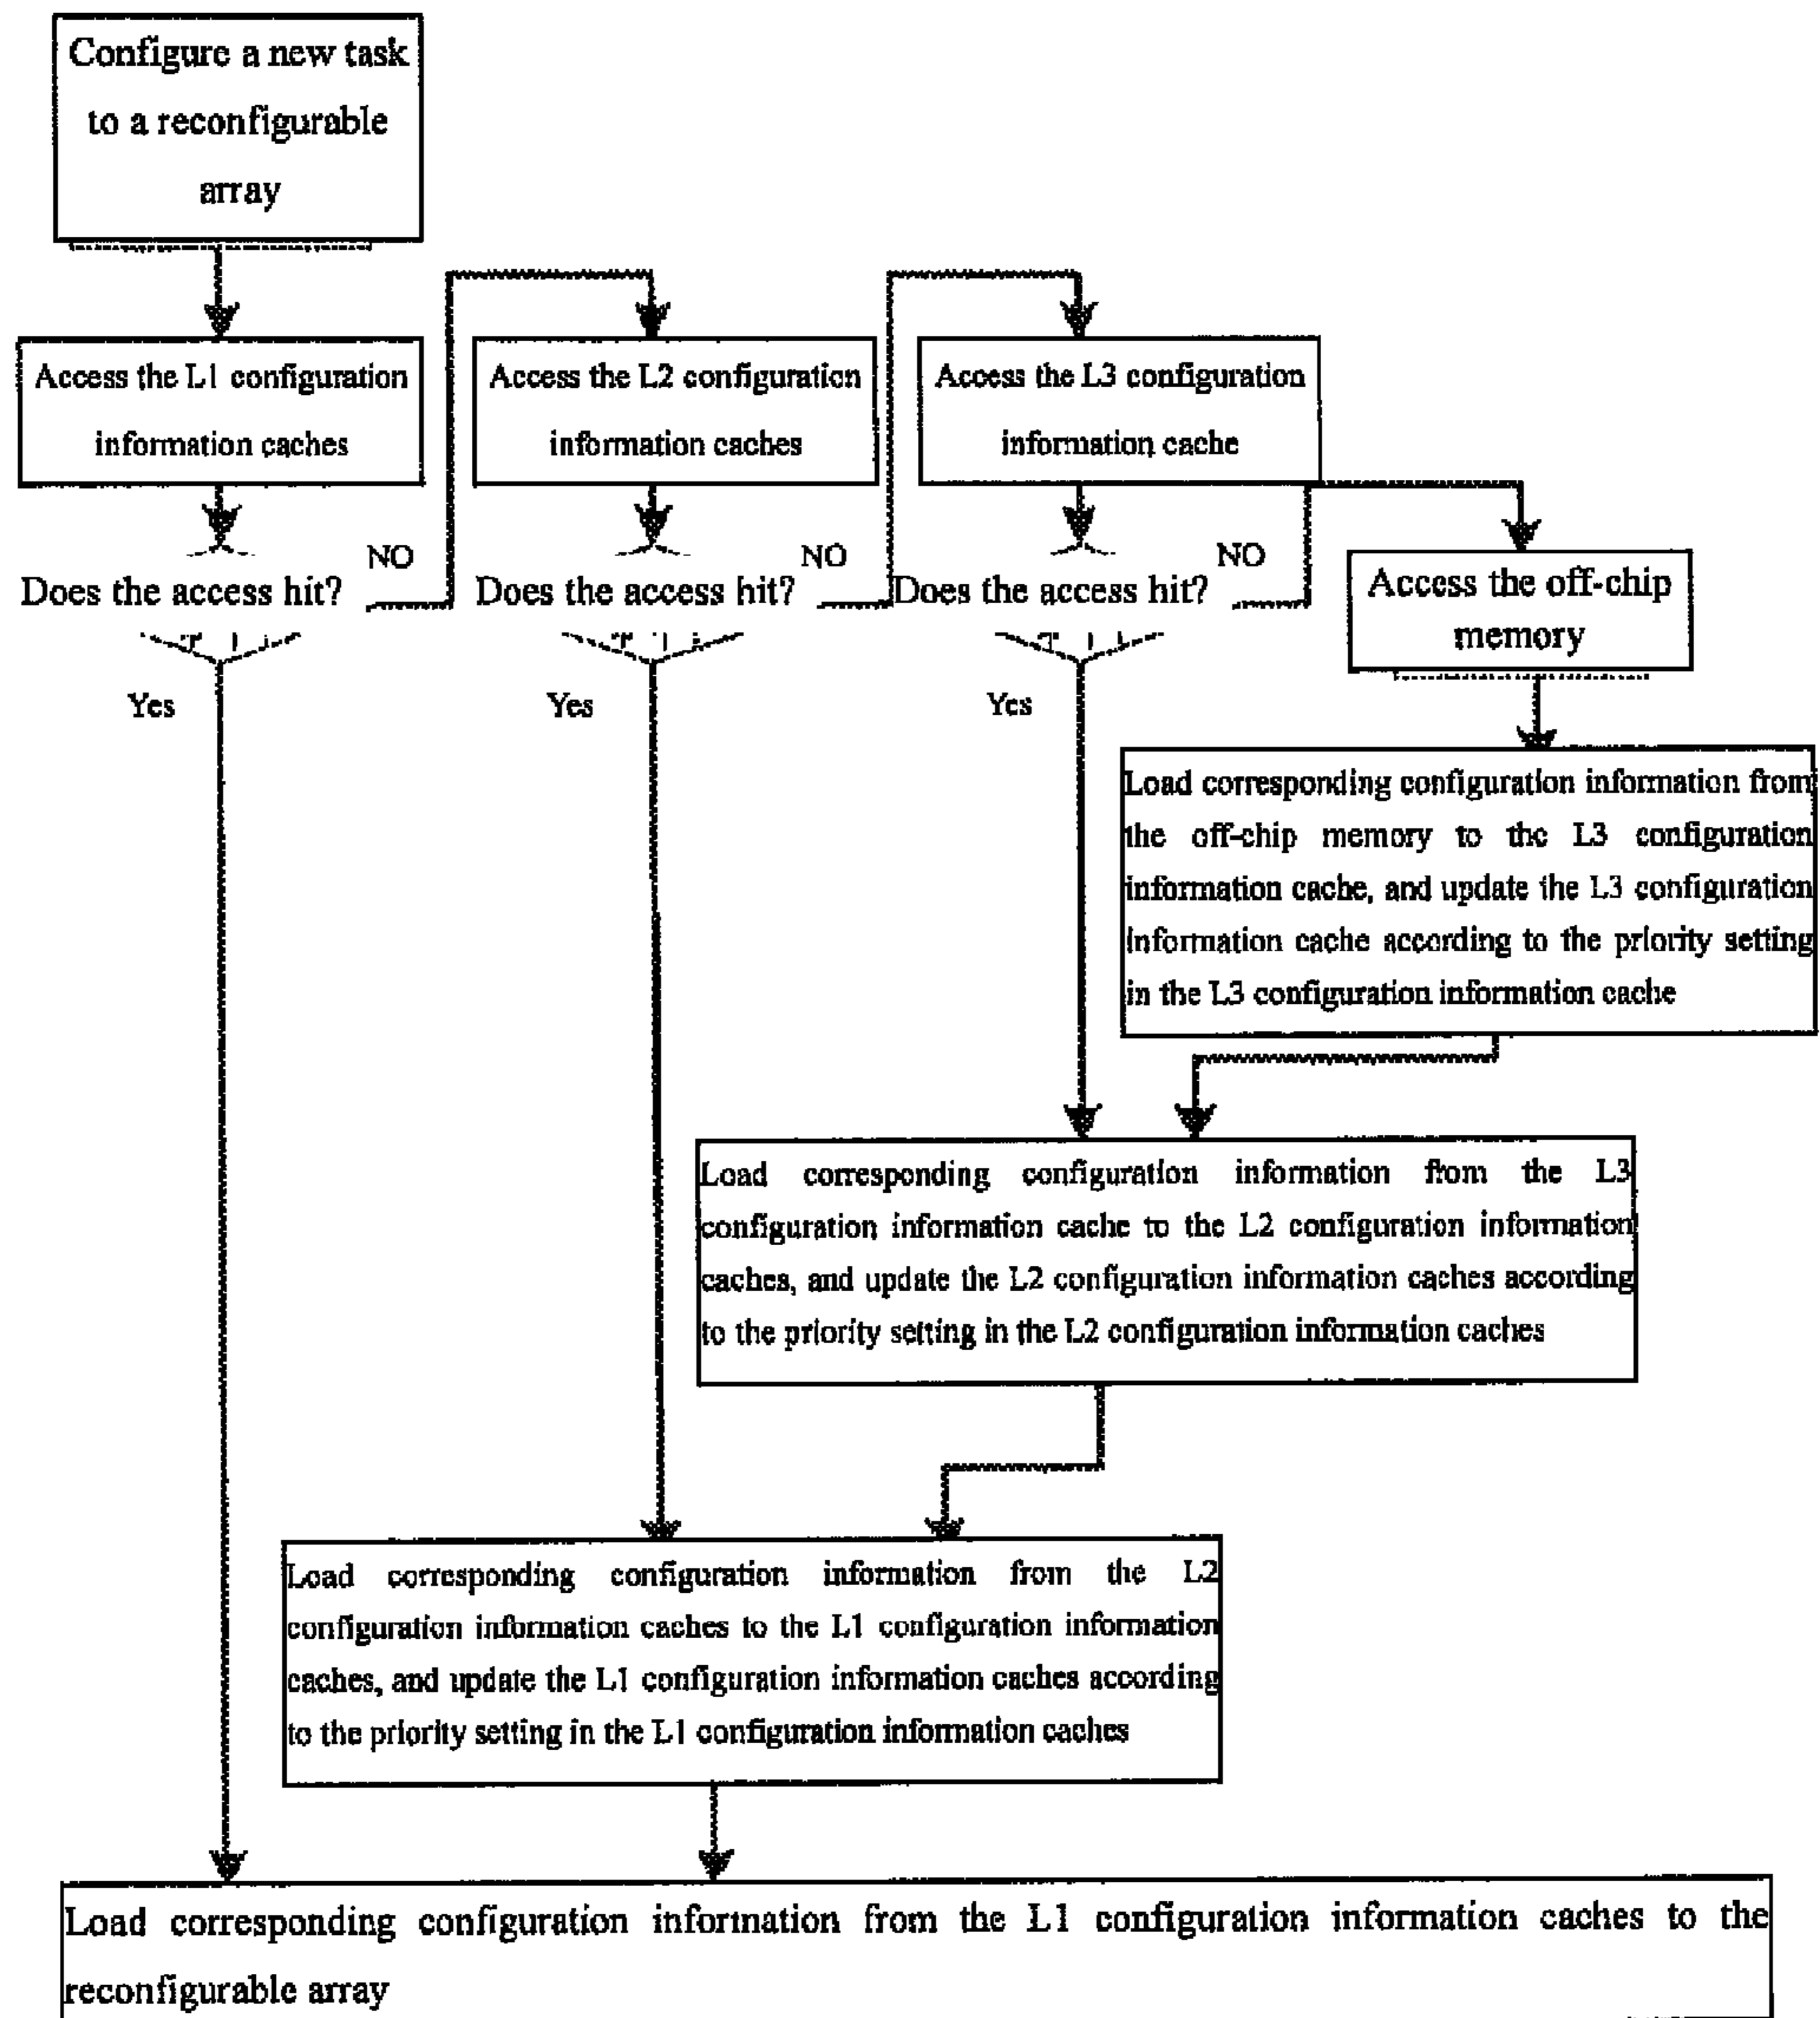 Configure a new task
to a reconfigurable
array
Access the L1 configuration
information caches
Access the L2 configuration
information caches
Access the L3 configuration
information cache
Does the access hit?
NO
Does the access hit?
NO
Does the access hit?
NO
Access the off-chip
memory
Yes
Yes
Yes
Load corresponding configuration information from
the off-chip memory to the L3 configuration
information cache, and update the L3 configuration
information cache according to the priority setting
in the L3 configuration information cache
Load corresponding configuration information from the L3
configuration information cache to the L2 configuration information
caches, and update the L2 configuration information caches according
to the priority setting in the L2 configuration information caches
Load corresponding configuration information from the L2
configuration information caches to the L1 configuration information
caches, and update the L1 configuration information caches according
to the priority setting in the L1 configuration information caches
Load corresponding configuration information from the L1 configuration information caches to the
reconfigurable array